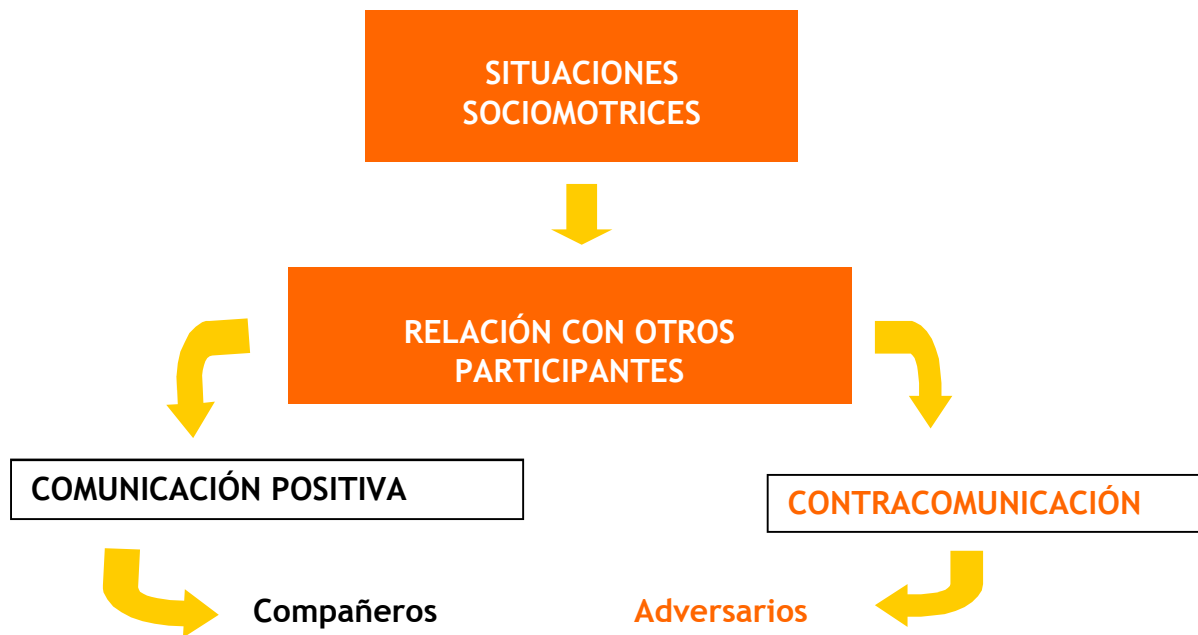 SITUACIONES
SOCIOMOTRICES
RELACIÓN CON OTROS
PARTICIPANTES
COMUNICACIÓN POSITIVA
CONTRACOMUNICACIÓN
Compañeros
Adversarios